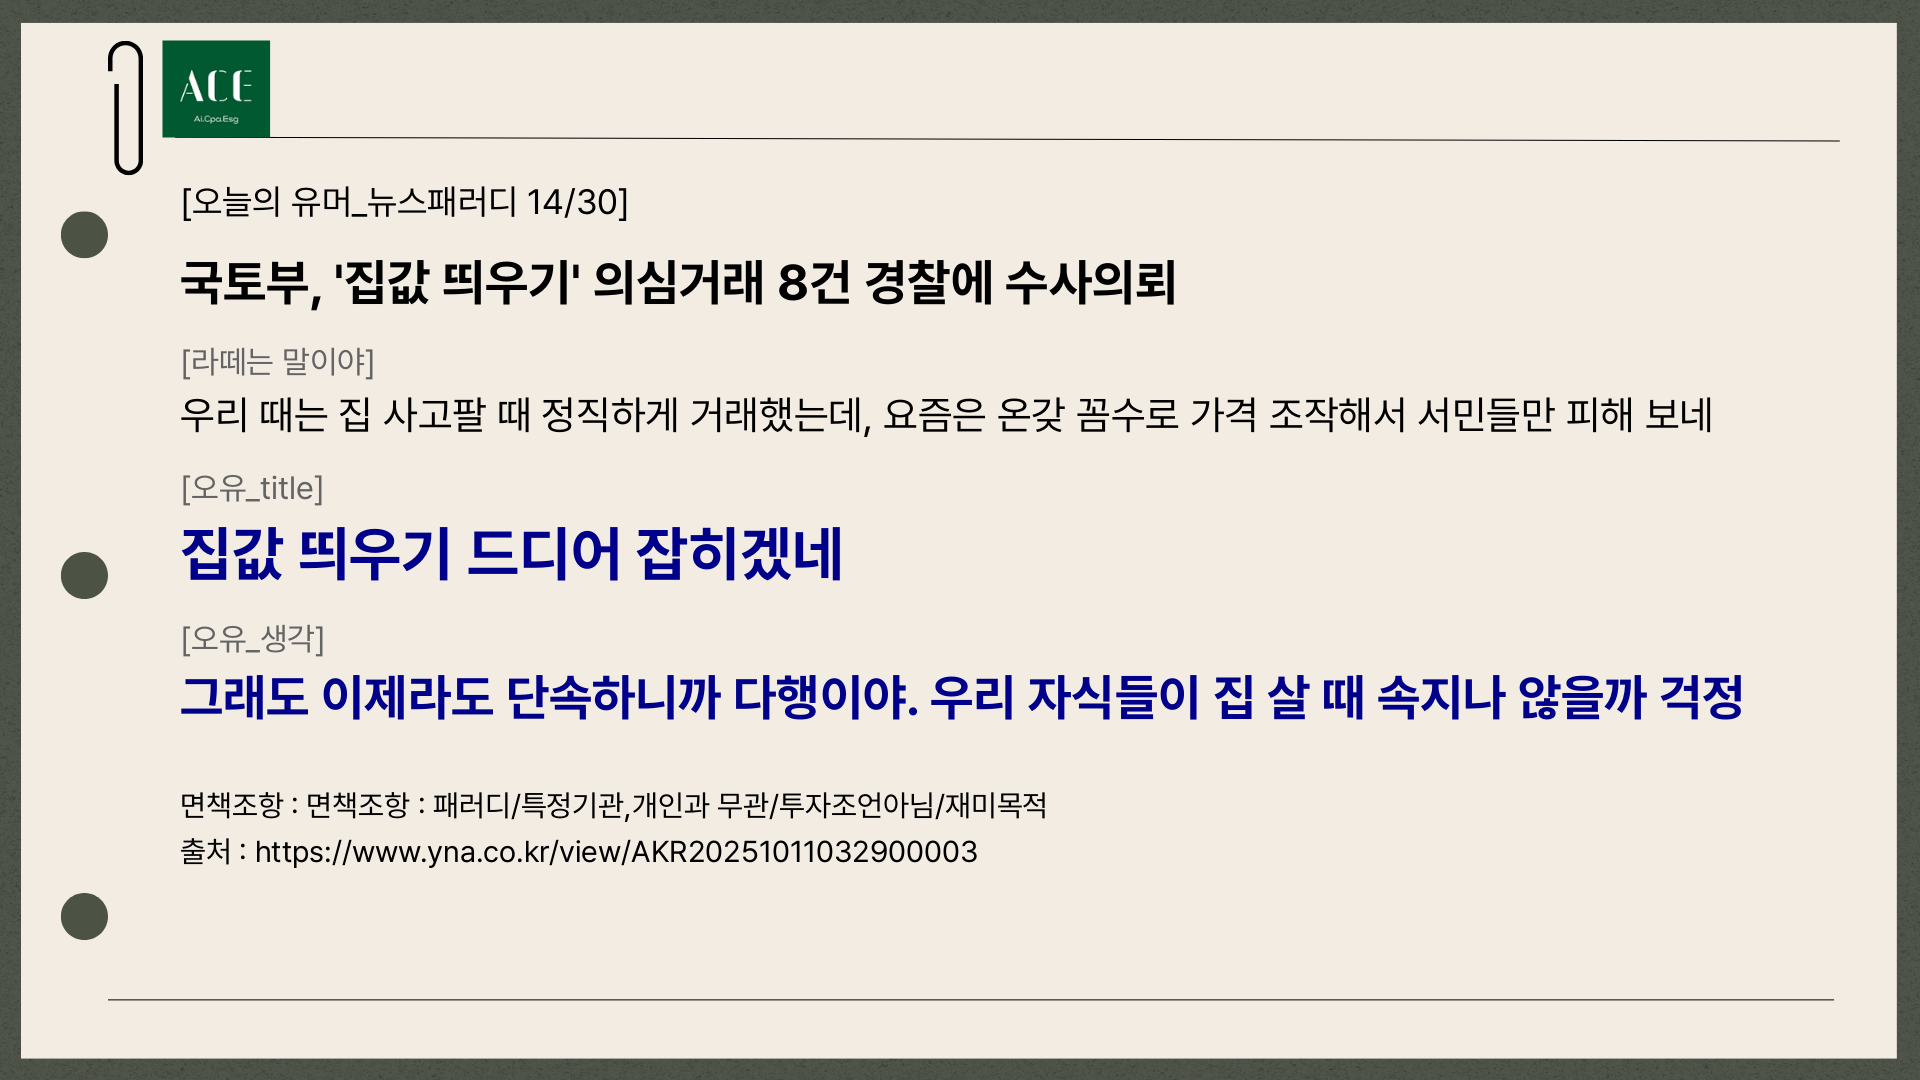 ACE
Ai.Cpa.Esg
[오늘의 유머_뉴스패러디 14/30]
국토부, '집값 띄우기' 의심거래 8건 경찰에 수사의뢰
[라떼는 말이야]
우리 때는 집 사고팔 때 정직하게 거래했는데, 요즘은 온갖 꼼수로 가격 조작해서 서민들만 피해 보네
[오유_title]
집값 띄우기 드디어 잡히겠네
[오유_생각]
그래도 이제라도 단속하니까 다행이야. 우리 자식들이 집 살 때 속지나 않을까 걱정
면책조항 : 면책조항 : 패러디/특정기관,개인과 무관/투자조언아님/재미목적
출처 : https://www.yna.co.kr/view/AKR20251011032900003